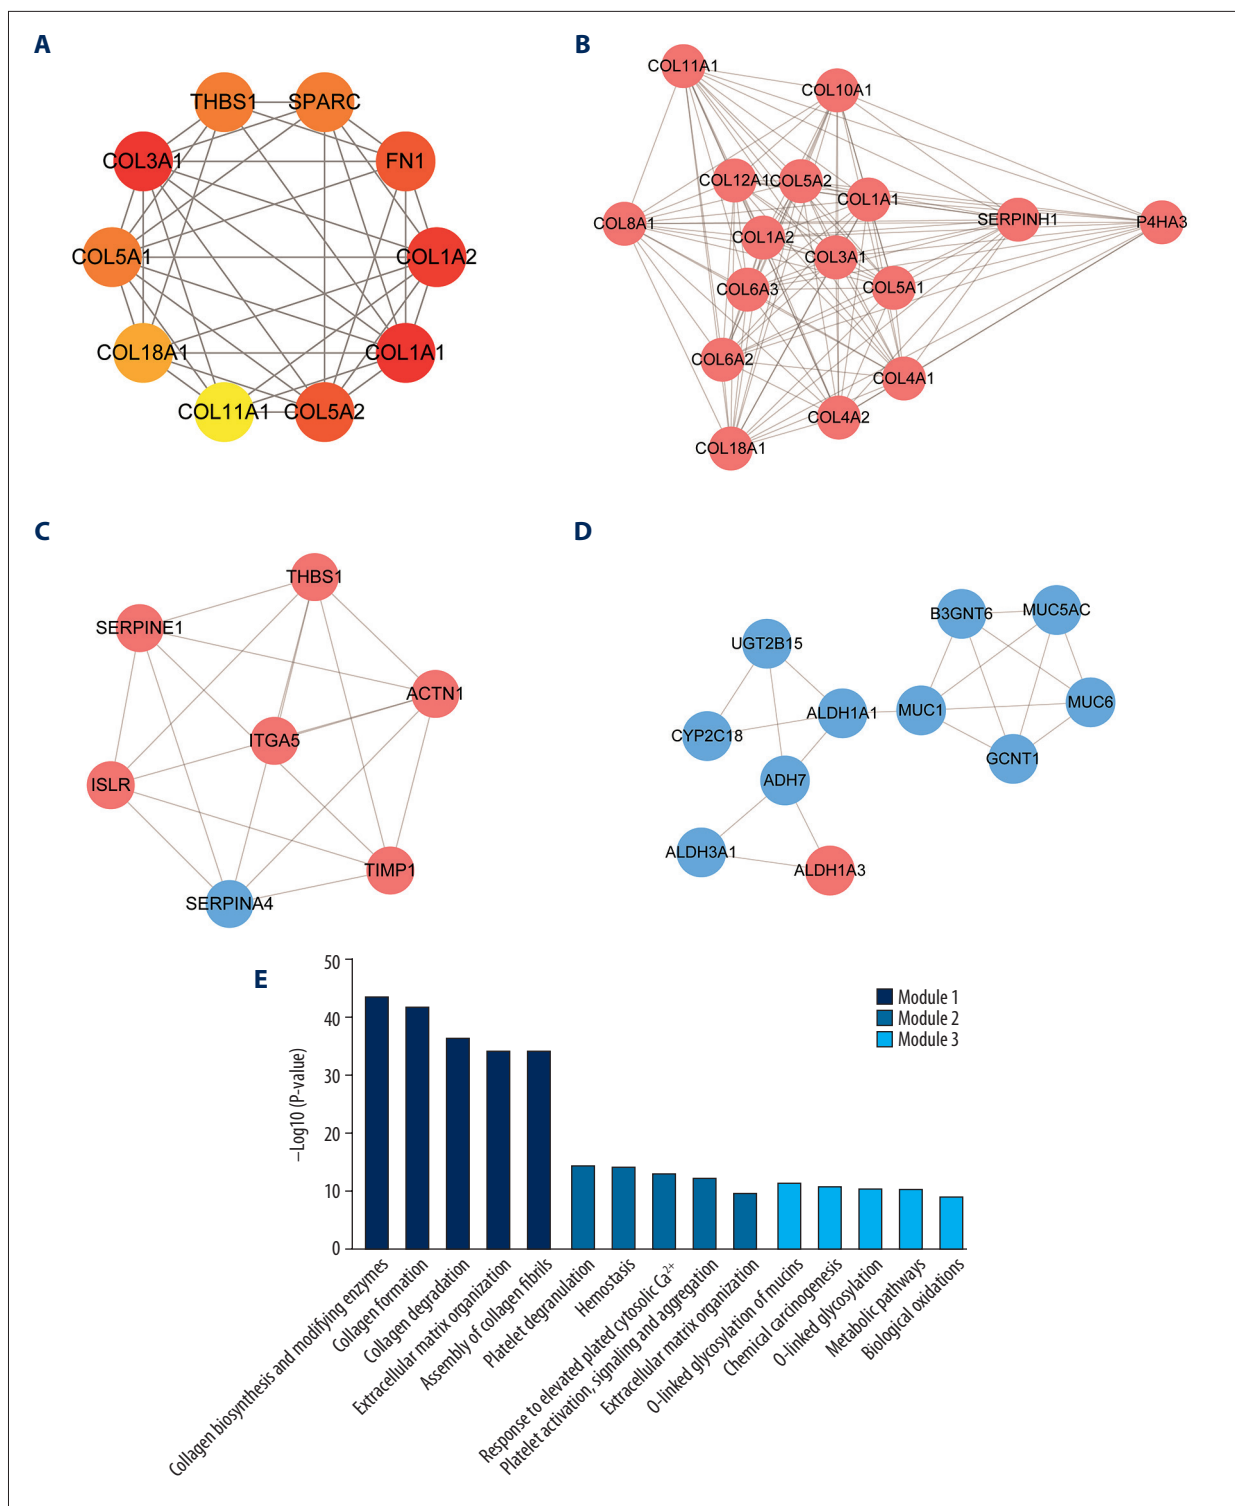 A
THBS1
SPARC
COL3A1
FN1
COL5A1
COL1A2
COL18A1
COL1A1
COL11A1
COL5A2
B
COL11A1
COL10A1
COL12A1
COL5A2
COL1A1
COL8A1
SERPINH1
P4HA3
COL1A2
COL3A1
COL6A3
COL5A1
COL6A2
COL4A1
COL4A2
COL18A1
C
THBS1
SERPINE1
ACTN1
ITGA5
ISLR
TIMP1
SERPINA4
D
B3GNT6
MUC5AC
UGT2B15
ALDH1A1
MUC1
MUC6
CYP2C18
GCNT1
ADH7
ALDH3A1
ALDH1A3
E
–Log10 (P-value)
50
40
30
20
10
0
Module 1
Module 2
Module 3
Collagen biosynthesis and modifying enzymes
Collagen formation
Collagen degradation
Extracellular matrix organization
Assembly of collagen fibrils
Platelet degranulation
Hemostasis
Response to elevated plated cytosolic Ca²⁺
Platelet activation, signaling and aggregation
Extracellular matrix organization
O-linked glycosylation of mucins
Chemical carcinogenesis
O-linked glycosylation
Metabolic pathways
Biological oxidations